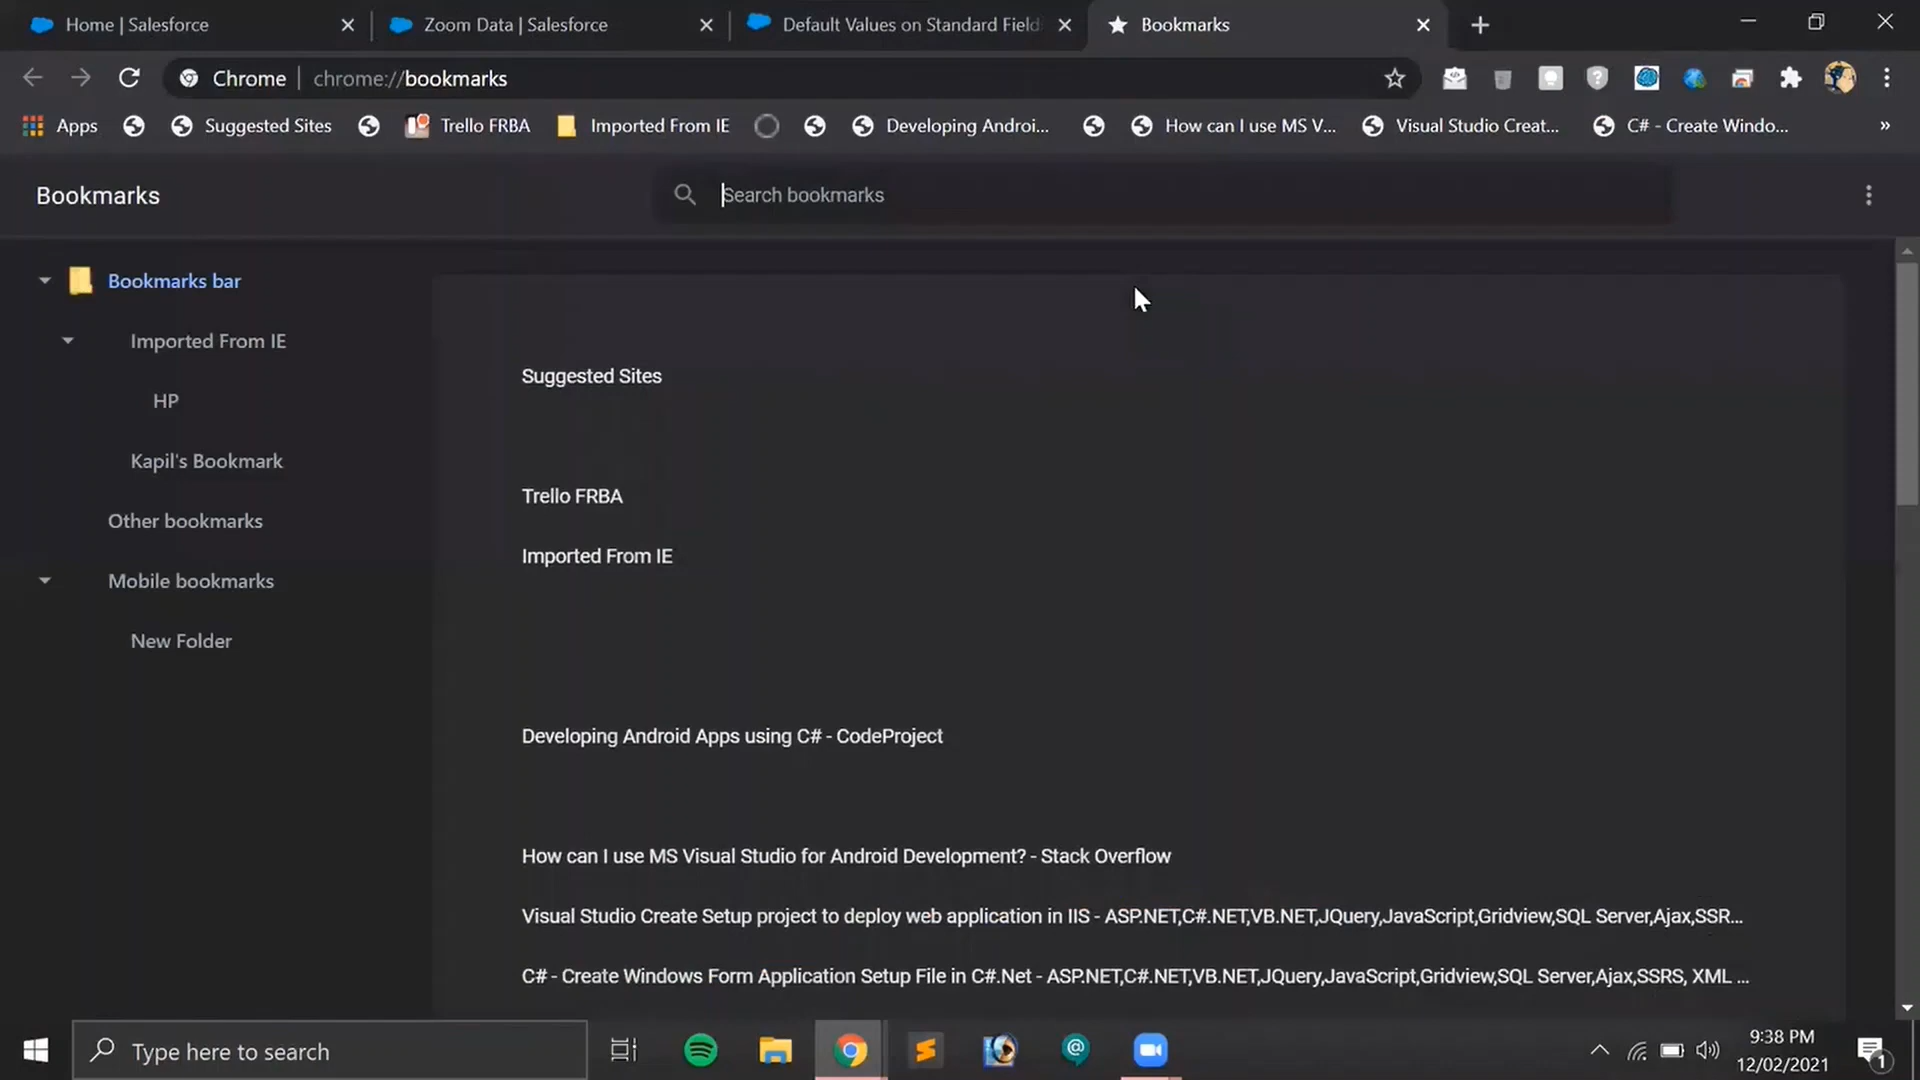 Home | Salesforce
Zoom Data | Salesforce
Default Values on Standard Field
Bookmarks
Chrome
chrome://bookmarks
Apps
Suggested Sites
Trello FRBA
Imported From IE
Developing Androi...
How can I use MS V...
Visual Studio Creat...
C# - Create Windo...
»
Bookmarks
Search bookmarks
Bookmarks bar
Imported From IE
HP
Kapil's Bookmark
Other bookmarks
Mobile bookmarks
New Folder
Suggested Sites
Trello FRBA
Imported From IE
Developing Android Apps using C# - CodeProject
How can I use MS Visual Studio for Android Development? - Stack Overflow
Visual Studio Create Setup project to deploy web application in IIS - ASP.NET,C#.NET,VB.NET,JQuery,JavaScript,Gridview,SQL Server,Ajax,SSR...
C# - Create Windows Form Application Setup File in C#.Net - ASP.NET,C#.NET,VB.NET,JQuery,JavaScript,Gridview,SQL Server,Ajax,SSRS, XML ...
Type here to search
9:38 PM
12/02/2021
1